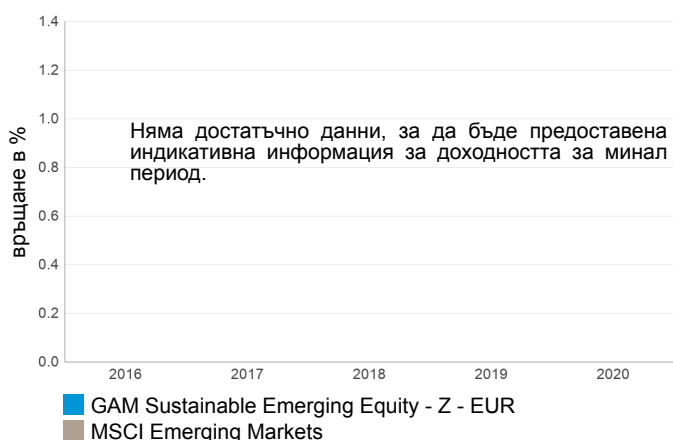 1.4
1.2
1.0
0.8
0.6
0.4
0.2
0.0
връщане в %
Няма достатъчно данни, за да бъде предоставена
индикативна информация за доходността за минал
период.
2016 2017 2018 2019 2020
GAM Sustainable Emerging Equity - Z - EUR
MSCI Emerging Markets